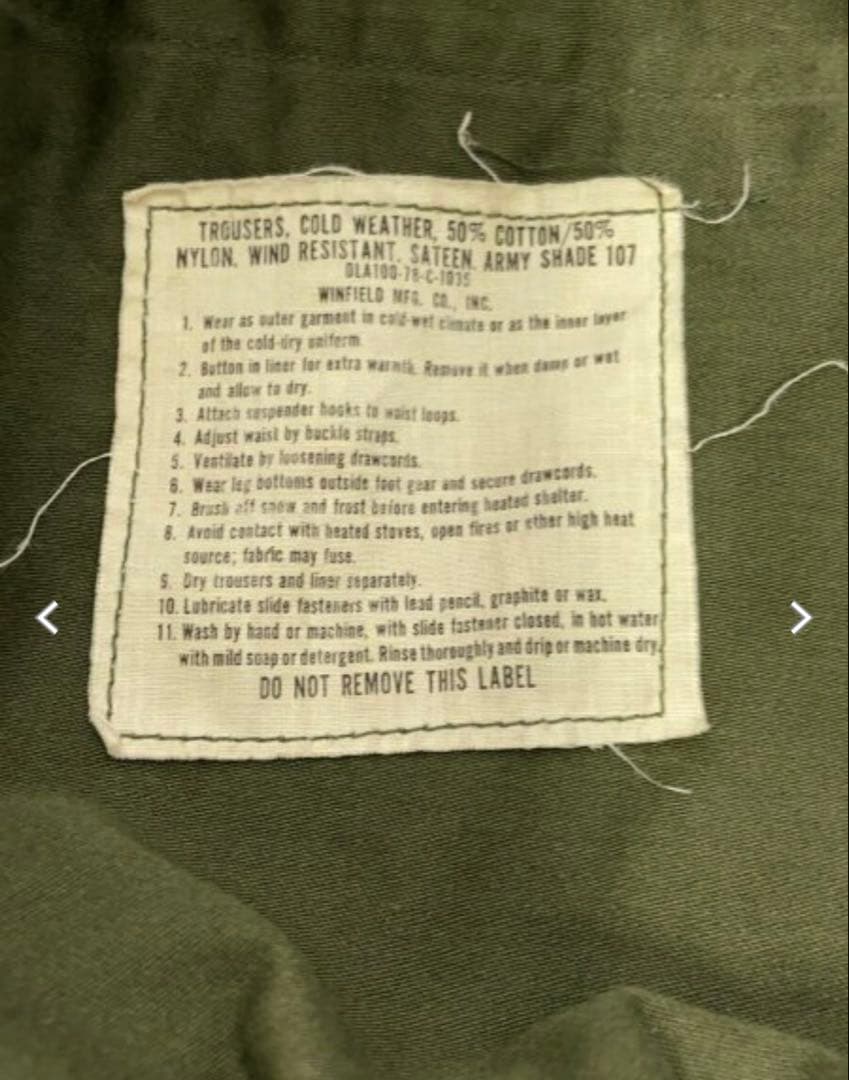 TROUSERS, COLD WEATHER, 50% COTTON/50%
NYLON, WIND RESISTANT, SATEEN, ARMY SHADE 107
DLA100-78-C-1035
WINFIELD MFG. CO., INC.
1. Wear as outer garment in cold-wet climate or as the inner layer
of the cold-dry uniform.
2. Button in liner for extra warmth. Remove it when damp or wet
and allow to dry.
3. Attach suspender hooks to waist loops.
4. Adjust waist by buckle straps.
5. Ventilate by loosening drawcords.
6. Wear leg bottoms outside foot gear and secure drawcords.
7. Brush off snow and frost before entering heated shelter.
8. Avoid contact with heated stoves, open fires or other high heat
source; fabric may fuse.
9. Dry trousers and liner separately.
10. Lubricate slide fasteners with lead pencil, graphite or wax.
11. Wash by hand or machine, with slide fastener closed, in hot water
with mild soap or detergent. Rinse thoroughly and drip or machine dry.
DO NOT REMOVE THIS LABEL